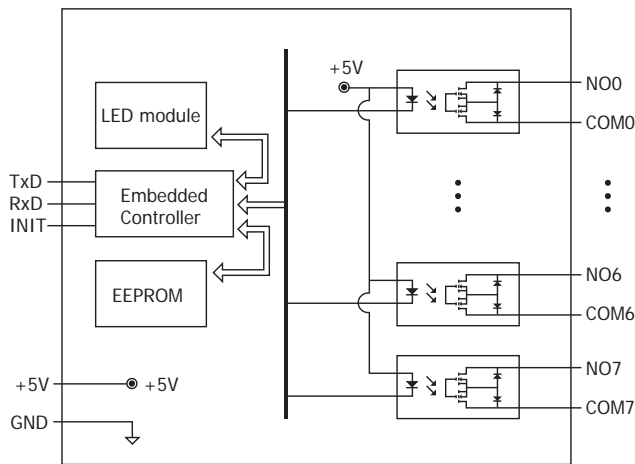 +5V
NO0
COM0
LED module
TxD
RxD
INIT
Embedded
Controller
EEPROM
NO6
COM6
+5V
+5V
GND
NO7
COM7